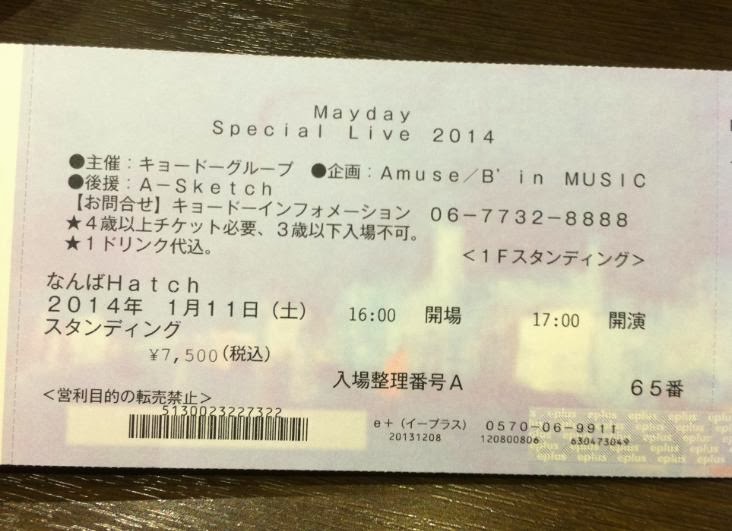 Mayday
Special Live 2014
●主催：キョードーグループ ●企画：Amuse／B’in MUSIC
●後援：A－Sketch
【お問合せ】キョードーインフォメーション 06-7732-8888
★4歳以上チケット必要、3歳以下入場不可。
★1ドリンク代込。
＜1Fスタンディング＞
なんばHatch
2014年 1月11日（土） 16:00 開場 17:00 開演
スタンディング
¥7,500(税込)
入場整理番号A 65番
＜営利目的の転売禁止＞
5130023227322
e＋（イープラス） 0570-06-9911
20131208 120800806 630473049
eplus eplus eplus eplus